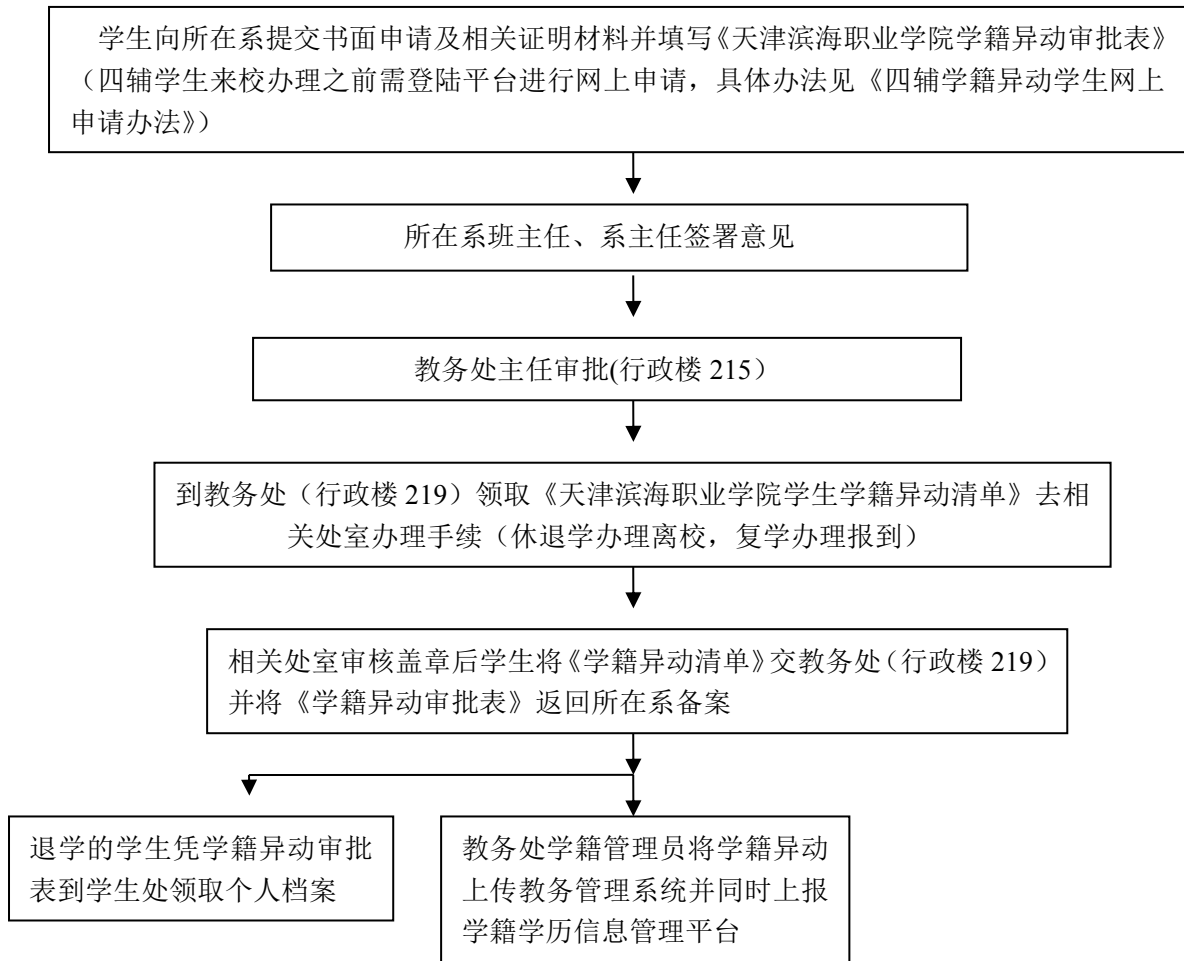 学生向所在系提交书面申请及相关证明材料并填写《天津滨海职业学院学籍异动审批表》
（四辅学生来校办理之前需登陆平台进行网上申请，具体办法见《四辅学籍异动学生网上
申请办法》）
所在系班主任、系主任签署意见
教务处主任审批(行政楼 215）
到教务处（行政楼 219）领取《天津滨海职业学院学生学籍异动清单》去相
关处室办理手续（休退学办理离校，复学办理报到）
相关处室审核盖章后学生将《学籍异动清单》交教务处（行政楼 219）
并将《学籍异动审批表》返回所在系备案
退学的学生凭学籍异动审批
表到学生处领取个人档案
教务处学籍管理员将学籍异动
上传教务管理系统并同时上报
学籍学历信息管理平台